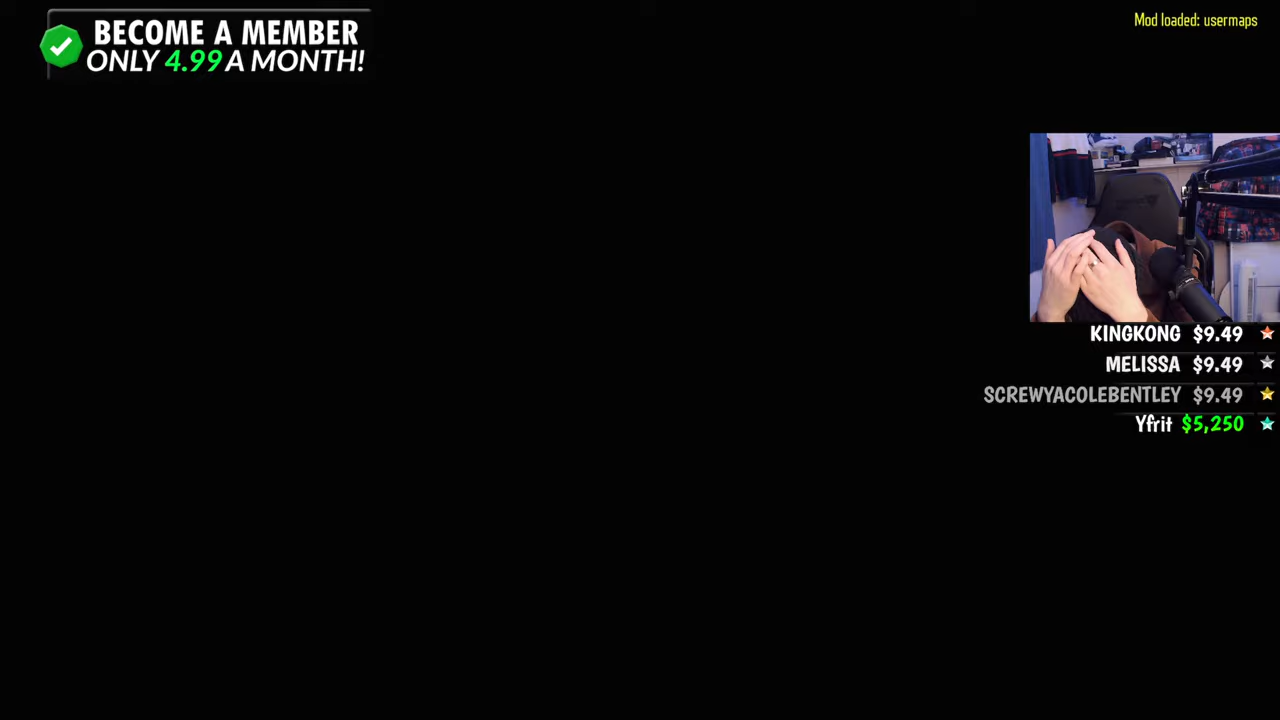 BECOME A MEMBER
ONLY 4.99 A MONTH!
Mod loaded: usermaps
KINGKONG $9.49
MELISSA $9.49
SCREWYACOLEBENTLEY $9.49
Yfrit $5,250